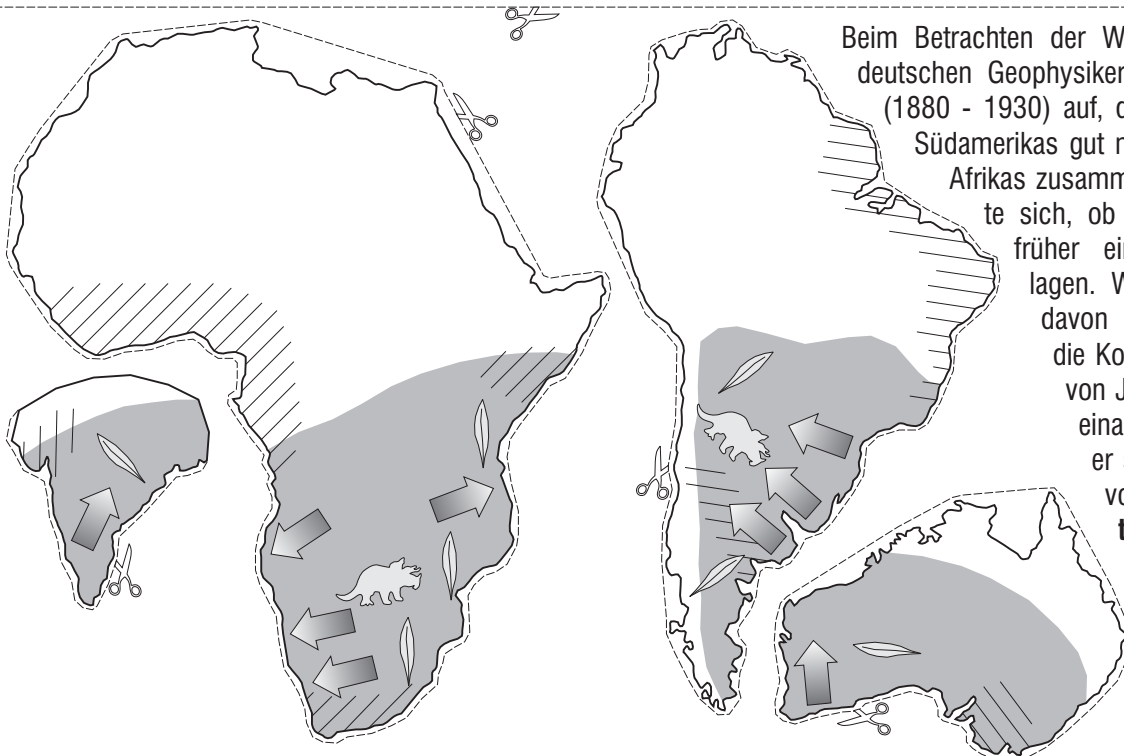 Beim Betrachten der W
deutschen Geophysiker
(1880 - 1930) auf, d
Südamerikas gut
Afrikas zusamm
te sich, ob
früher ein
lagen. W
davon
die Ko
von J
eina
er
vo
t